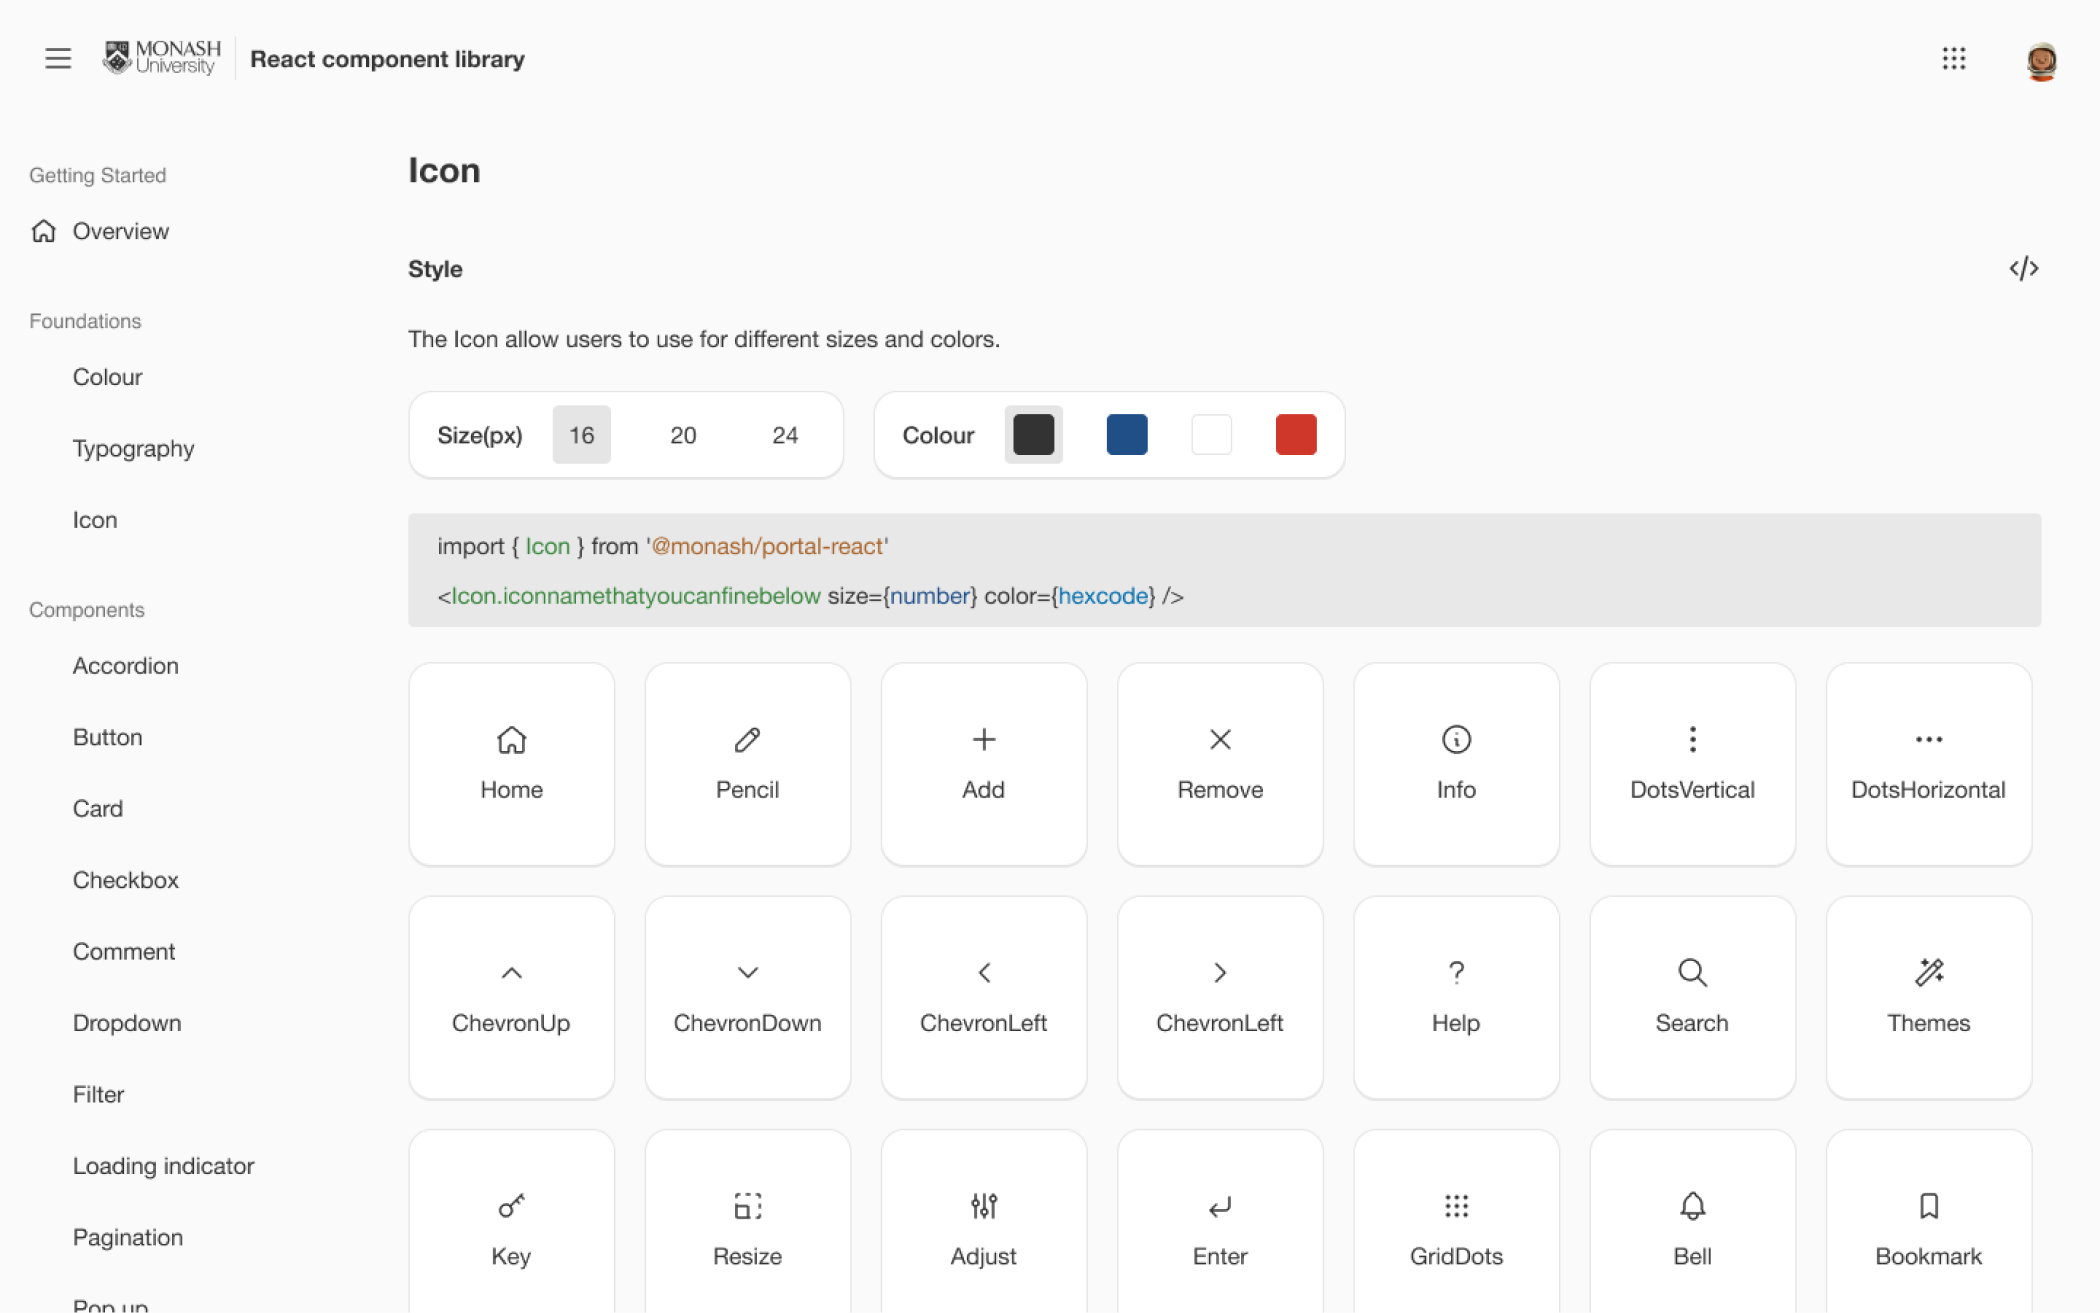 MONASH
University
React component library
Getting Started
Overview
Foundations
Colour
Typography
Icon
Components
Accordion
Button
Card
Checkbox
Comment
Dropdown
Filter
Loading indicator
Pagination
Pop up
Icon
Style
The Icon allow users to use for different sizes and colors.
Size(px) 16 20 24
Colour
import { Icon } from '@monash/portal-react'
<Icon.iconnamethatyoucanfinebelow size={number} color={hexcode} />
Home Pencil Add Remove Info DotsVertical DotsHorizontal
ChevronUp ChevronDown ChevronLeft ChevronLeft Help Search Themes
Key Resize Adjust Enter GridDots Bell Bookmark